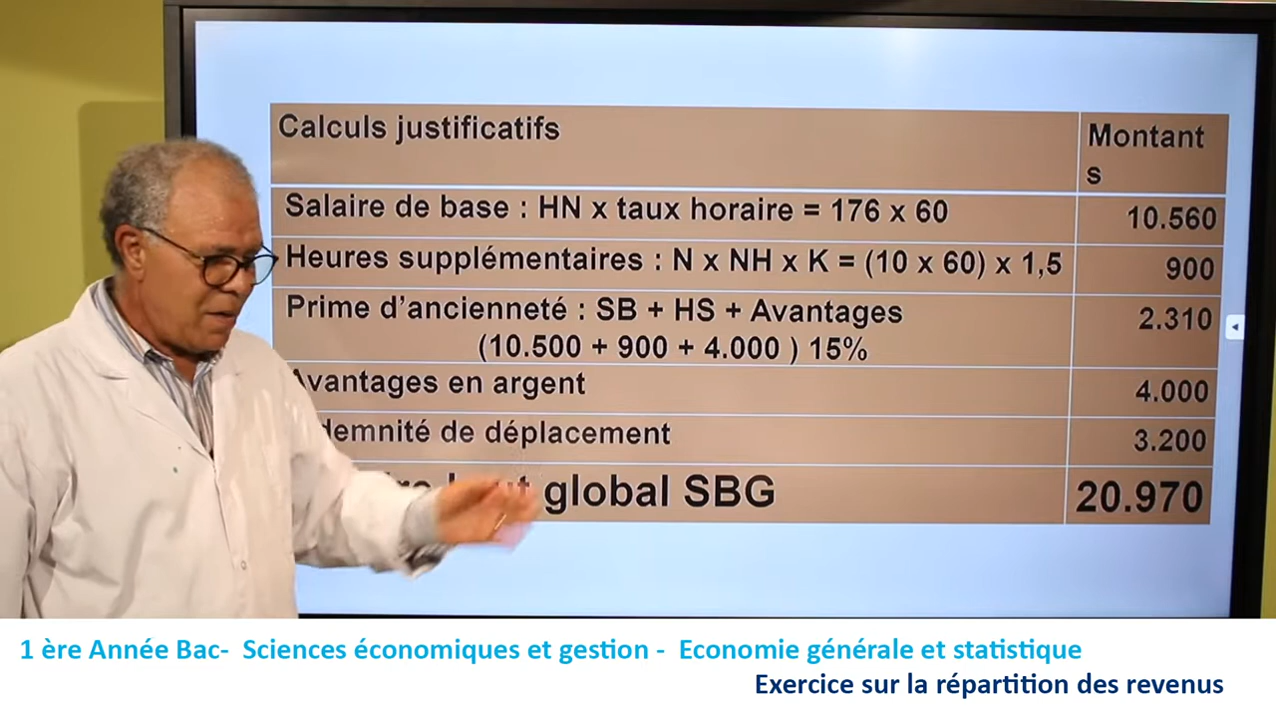 Calculs justificatifs
Montant
s
Salaire de base : HN x taux horaire = 176 x 60
10.560
Heures supplémentaires : N x NH x K = (10 x 60) x 1,5
900
Prime d’ancienneté : SB + HS + Avantages
(10.500 + 900 + 4.000 ) 15%
2.310
Avantages en argent
4.000
demnité de déplacement
3.200
global SBG
20.970
1 ère Année Bac- Sciences économiques et gestion - Economie générale et statistique
Exercice sur la répartition des revenus